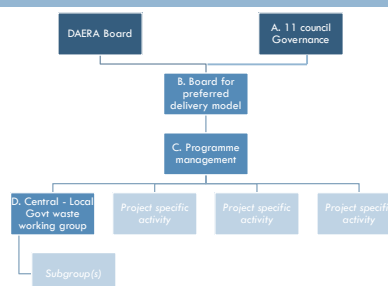 DAERA Board
A. 11 council
Governance
B. Board for
preferred
delivery model
C. Programme
management
D. Central - Local
Govt waste
working group
Project specific
activity
Project specific
activity
Project specific
activity
Subgroup(s)